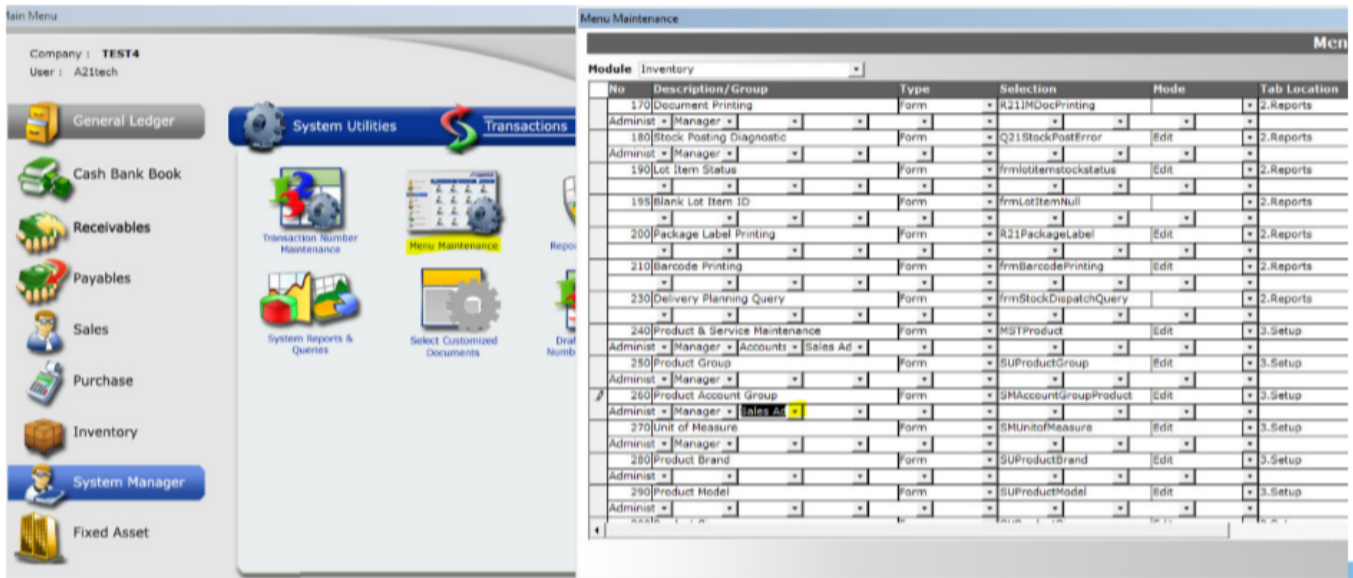 Main Menu
Company : TEST4
User : A21tech
General Ledger
Cash Bank Book
Receivables
Payables
Sales
Purchase
Inventory
System Manager
Fixed Asset
System Utilities
Transactions
Transaction Number
Maintenance
Menu Maintenance
Repo
System Reports &
Queries
Select Customized
Documents
Dra
Numb
Menu Maintenance
Men
Module Inventory
No Description/Group Type Selection Mode Tab Location
170 Document Printing Form R21IMDocPrinting 2.Reports
Administ Manager
180 Stock Posting Diagnostic Form Q21StockPostError Edit 2.Reports
Administ Manager
190 Lot Item Status Form frmlotitemstockstatus Edit 2.Reports
195 Blank Lot Item ID Form frmLotItemNull 2.Reports
200 Package Label Printing Form R21PackageLabel Edit 2.Reports
210 Barcode Printing Form frmBarcodePrinting Edit 2.Reports
230 Delivery Planning Query Form frmStockDispatchQuery 2.Reports
240 Product & Service Maintenance Form MSTProduct Edit 3.Setup
Administ Manager Accounts Sales Ad
250 Product Group Form SUProductGroup Edit 3.Setup
Administ Manager
260 Product Account Group Form SMAccountGroupProduct Edit 3.Setup
Administ Manager Sales Ad
270 Unit of Measure Form SMUnitofMeasure Edit 3.Setup
Administ Manager
280 Product Brand Form SUProductBrand Edit 3.Setup
Administ
290 Product Model Form SUProductModel Edit 3.Setup
Administ